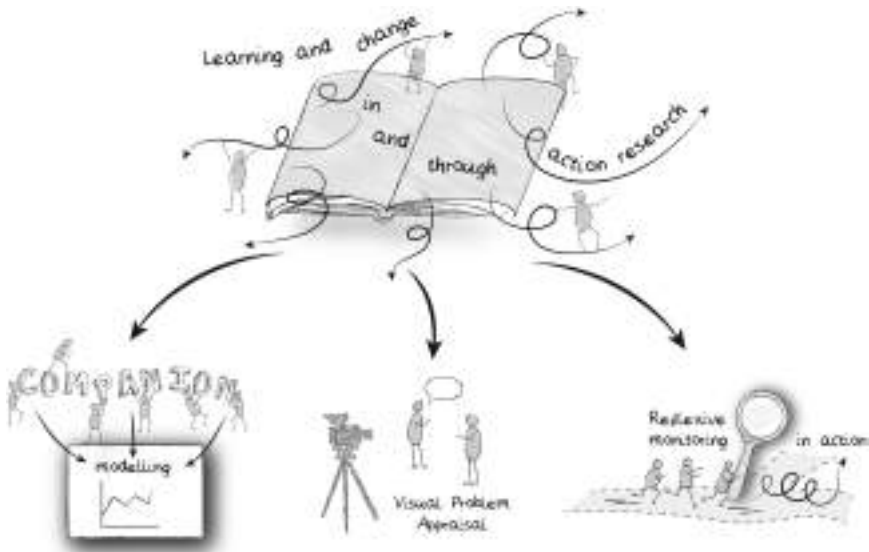 Learning and change
in
and
through
action research
COMPANION
modelling
Visual Problem
Appraisal
Reflexive
monitoring
in action